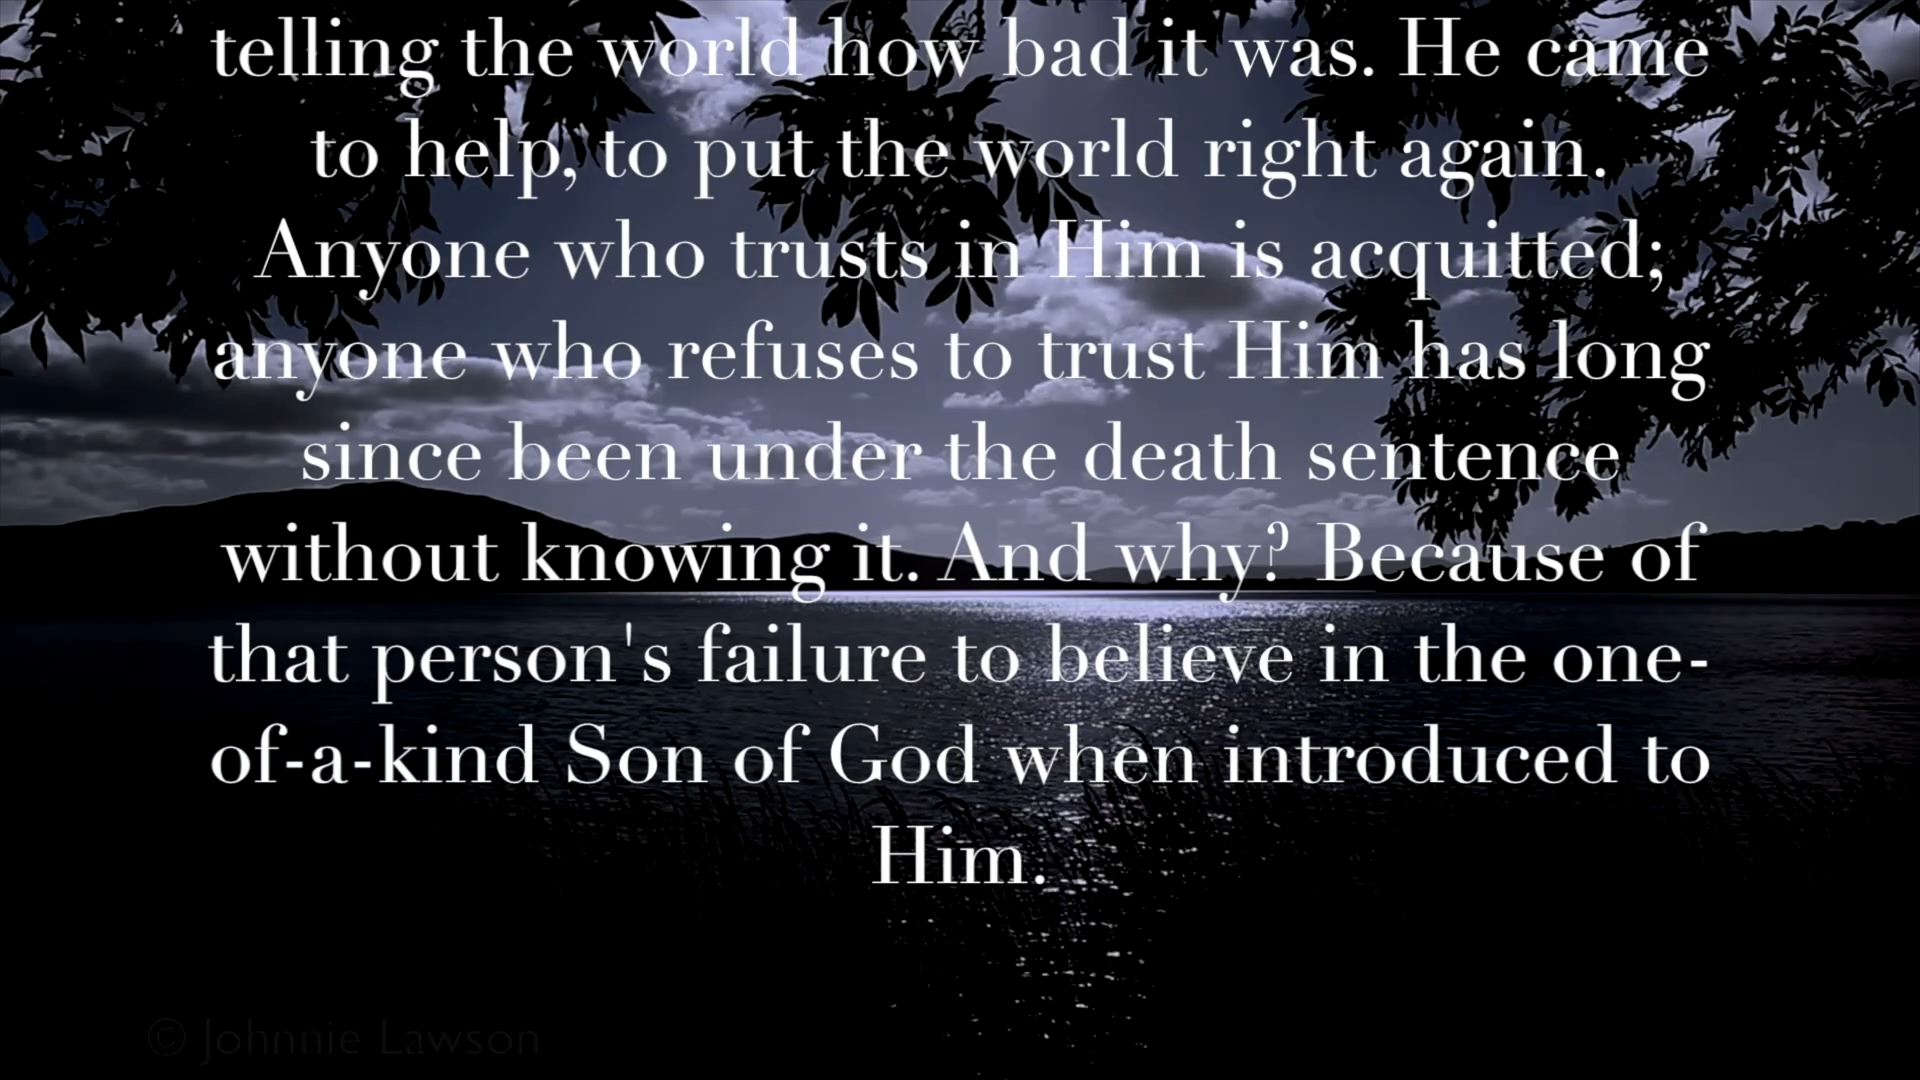 telling the world how bad it was. He came
to help, to put the world right again.
Anyone who trusts in Him is acquitted;
anyone who refuses to trust Him has long
since been under the death sentence
without knowing it. And why? Because of
that person's failure to believe in the one-
of-a-kind Son of God when introduced to
Him.
© Johnnie Lawson